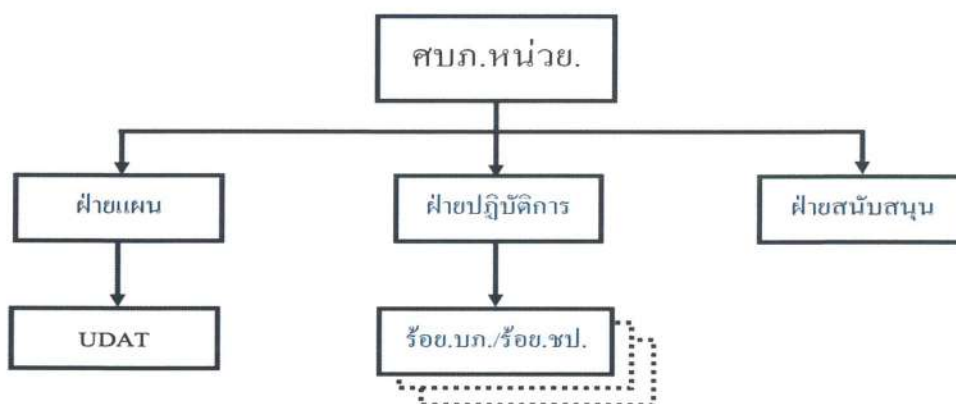 ศบภ.หน่วย.
ฝ่ายแผน
ฝ่ายปฏิบัติการ
ฝ่ายสนับสนุน
UDAT
ร้อย.บภ./ร้อย.ชป.